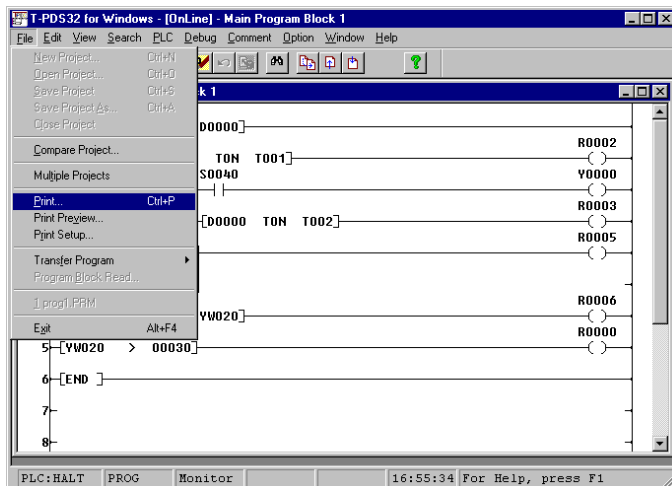 T-PDS32 for Windows - [OnLine] - Main Program Block 1
File Edit View Search PLC Debug Comment Option Window Help
New Project... Ctrl+N
Open Project... Ctrl+O
Save Project Ctrl+S
Save Project As... Ctrl+A
Close Project
Compare Project...
Multiple Projects
Print... Ctrl+P
Print Preview...
Print Setup...
Transfer Program
Program Block Read...
1 prog1 PRM
Exit Alt+F4
k 1
D0000]
R0002
TON T001]
( )
S0040 Y0000
( )
R0003
[D0000 TON T002]
( )
R0005
( )
R0006
YW020]
( )
R0000
5 [YW020 > 00030]
( )
6 [END ]
7
8
PLC:HALT PROG Monitor 16:55:34 For Help, press F1